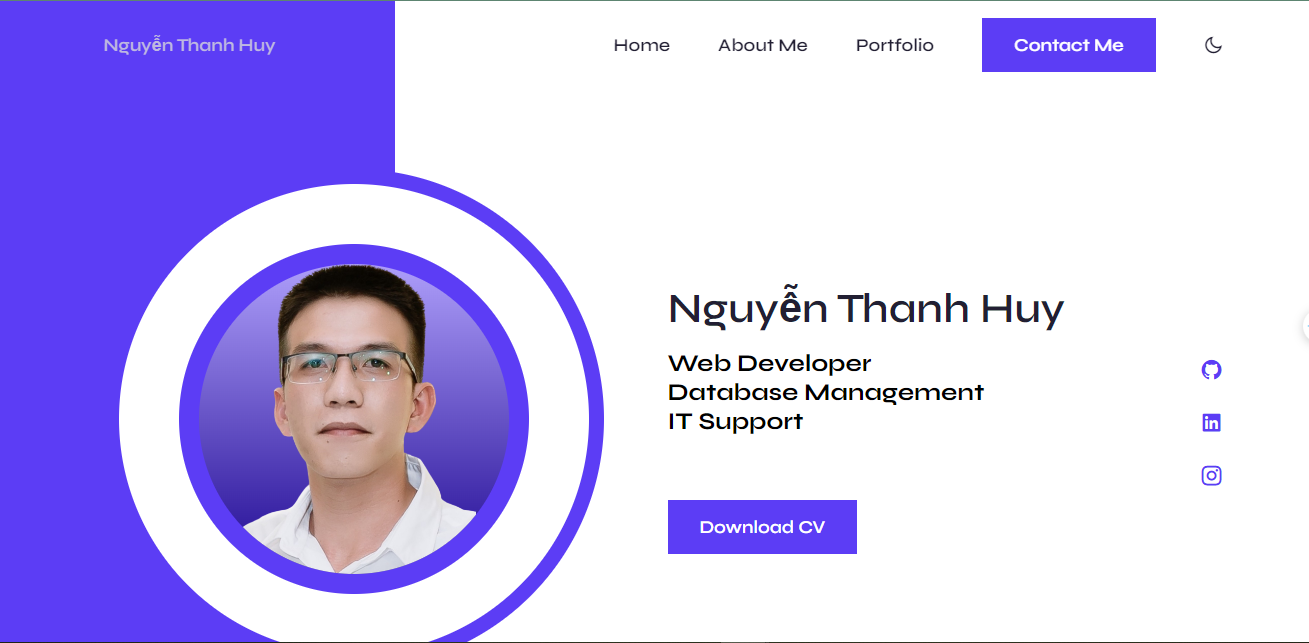 Nguyễn Thanh Huy
Home
About Me
Portfolio
Contact Me
Nguyễn Thanh Huy
Web Developer
Database Management
IT Support
Download CV